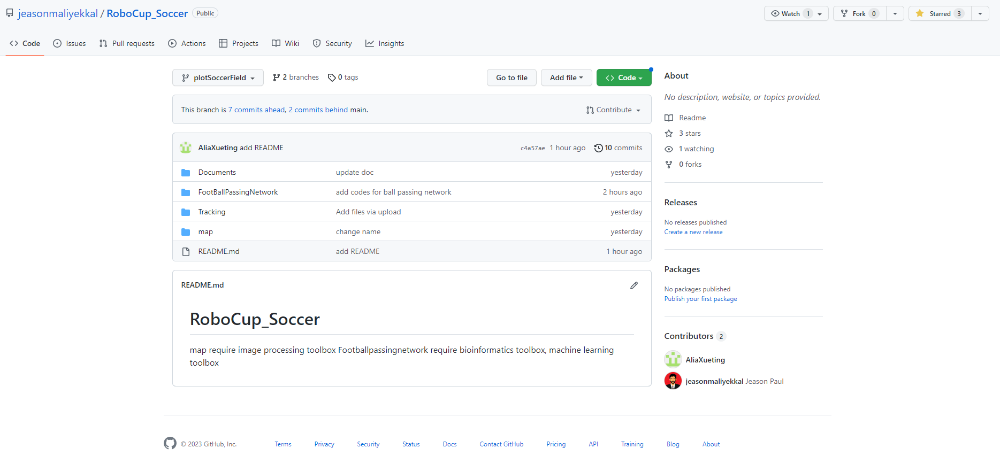 jeasonmaliyekkal / RoboCup_Soccer Public Watch 1 Fork 0 Starred 3
Code Issues Pull requests Actions Projects Wiki Security Insights
plotSoccerField 2 branches 0 tags Go to file Add file Code
This branch is 7 commits ahead, 2 commits behind main. Contribute
AliaXueting add README c4a57ae 1 hour ago 10 commits
Documents update doc yesterday
FootBallPassingNetwork add codes for ball passing network 2 hours ago
Tracking Add files via upload yesterday
map change name yesterday
README.md add README 1 hour ago
README.md
RoboCup_Soccer
map require image processing toolbox Footballpassingnetwork require bioinformatics toolbox, machine learning
toolbox
About
No description, website, or topics provided.
Readme
3 stars
1 watching
0 forks
Releases
No releases published
Create a new release
Packages
No packages published
Publish your first package
Contributors 2
AliaXueting
jeasonmaliyekkal Jeason Paul
© 2023 GitHub, Inc. Terms Privacy Security Status Docs Contact GitHub Pricing API Training Blog About